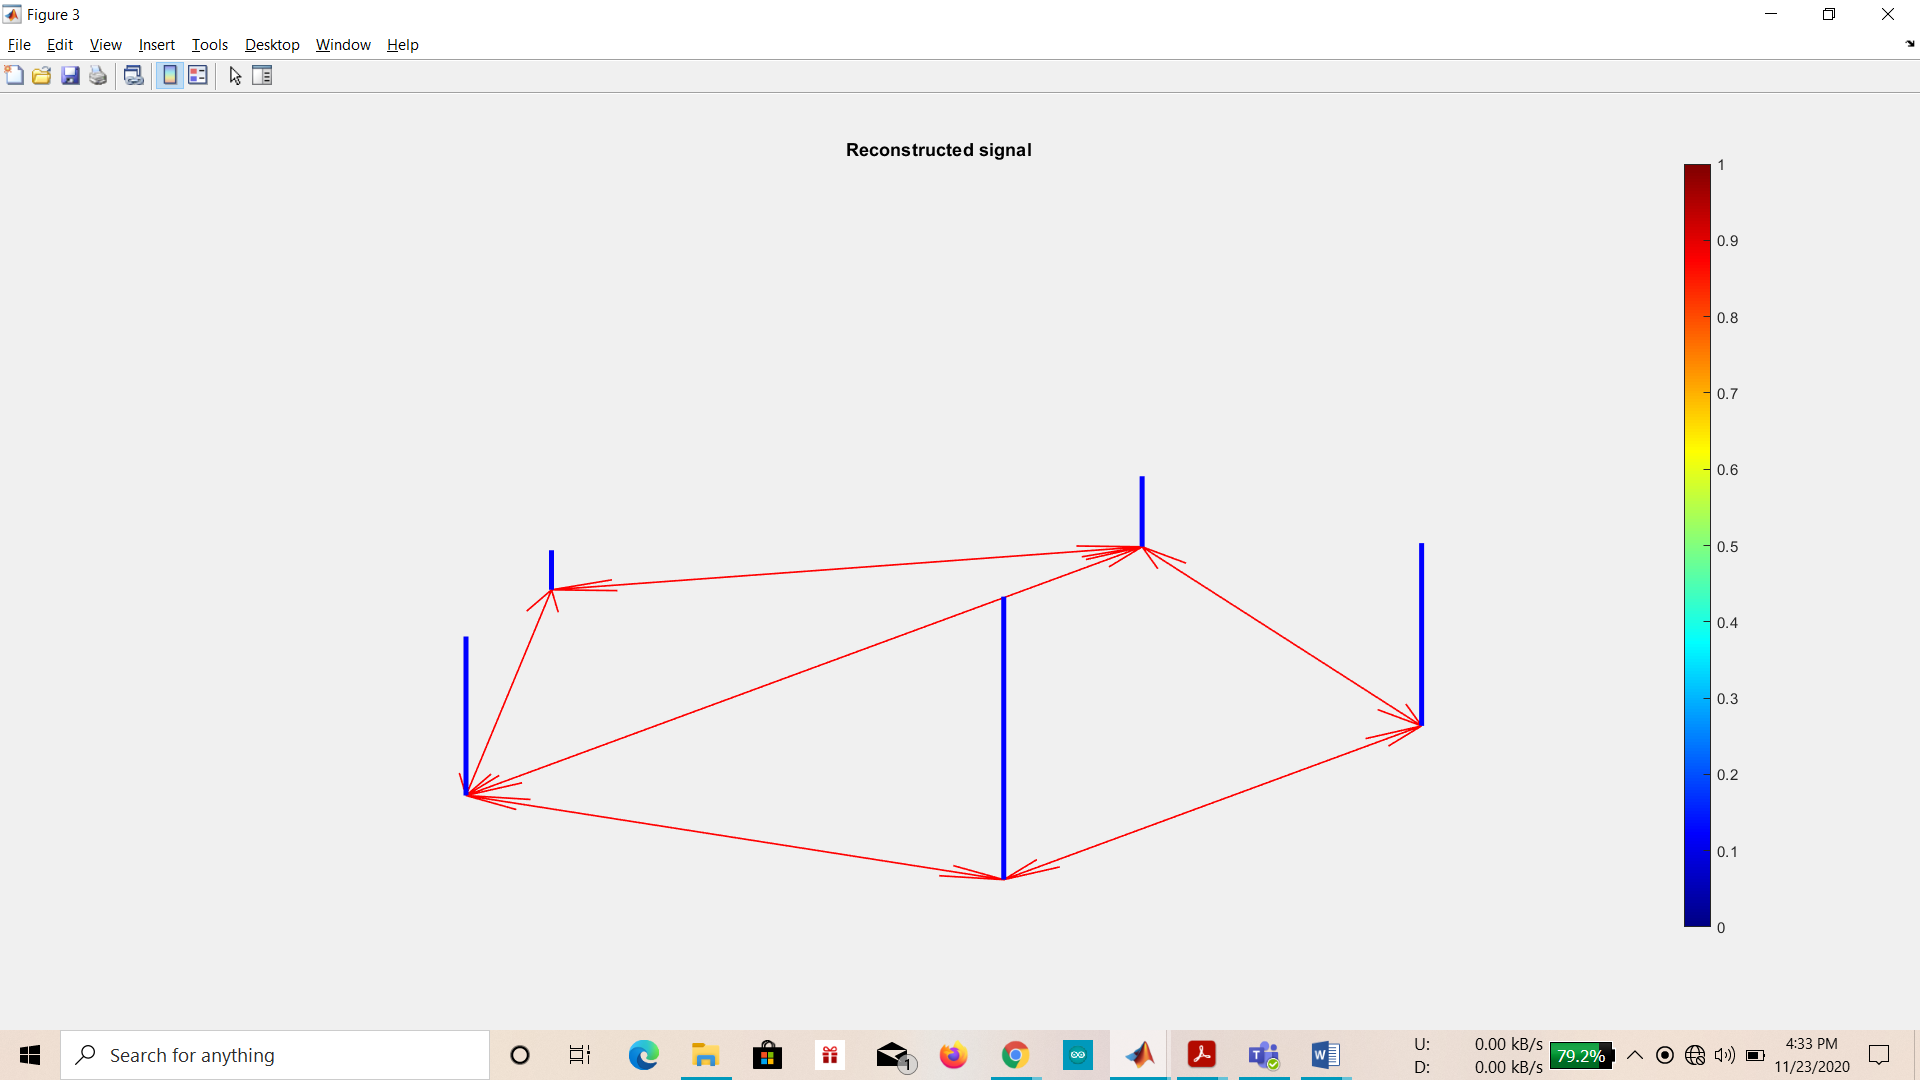 Figure 3
File Edit View Insert Tools Desktop Window Help
Reconstructed signal
1
0.9
0.8
0.7
0.6
0.5
0.4
0.3
0.2
0.1
0
Search for anything
1
U: 0.00 kB/s
D: 0.00 kB/s
79.2%
4:33 PM
11/23/2020